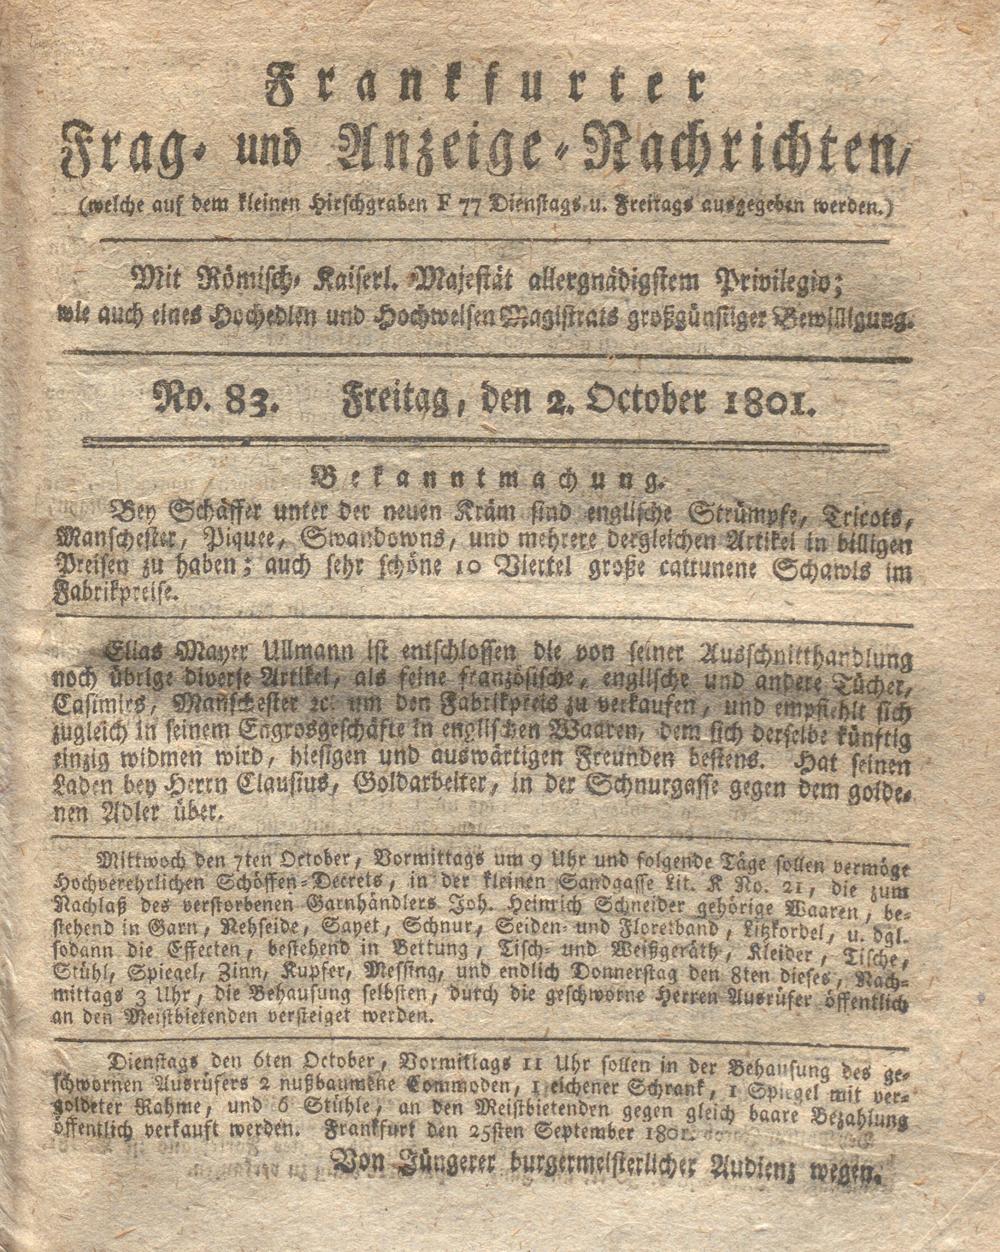 Frankfurter
Frag- und Anzeige-Nachrichten,
(welche auf dem kleinen Hirschgraben F 77 Dienstags u. Freitags ausgegeben werden.)
Mit Römisch- Kaiserl. Majestät allergnädigstem Privilegio;
wie auch eines Hochedlen und Hochweisen Magistrats großgünstiger Bewilligung.
No. 83. Freitag, den 2. October 1801.
Bekanntmachung.
Bey Schäffer unter der neuen Kräm sind englische Strümpfe, Tricots,
Manschester, Piquee, Swandowns, und mehrere dergleichen Artikel in billigen
Preisen zu haben; auch sehr schöne 10 Viertel große cattunene Schawls im
Fabrikpreise.
Elias Mayer Ullmann ist entschlossen die von seiner Ausschnitthandlung
noch übrige diverse Artikel, als feine französische, englische und andere Tücher,
Casimirs, Manschester ꝛc. um den Fabrikpreis zu verkaufen, und empfiehlt sich
zugleich in seinem Engrosgeschäfte in englischen Waaren, dem sich derselbe künftig
einzig widmen wird, hiesigen und auswärtigen Freunden bestens. Hat seinen
Laden bey Herrn Clausius, Goldarbeiter, in der Schnurgasse gegen dem golde-
nen Adler über.
Mittwoch den 7ten October, Vormittags um 9 Uhr und folgende Täge sollen vermöge
Hochverehrlichen Schöffen-Decrets, in der kleinen Sandgasse Lit. K No. 21, die zum
Nachlaß des verstorbenen Garnhändlers Joh. Heinrich Schneider gehörige Waaren, be-
stehend in Garn, Nehseide, Sayet, Schnur, Seiden- und Floretband, Litzkordel, u. dgl.
sodann die Effecten, bestehend in Bettung, Tisch- und Weißgeräth, Kleider, Tische,
Stühl, Spiegel, Zinn, Kupfer, Messing, und endlich Donnerstag den 8ten dieses, Nach-
mittags 3 Uhr, die Behausung selbsten, durch die geschworne Herren Ausrüfer öffentlich
an den Meistbietenden versteiget werden.
Dienstags den 6ten October, Vormittags 11 Uhr sollen in der Behausung des ge-
schwornen Ausrüfers 2 nußbaumene Commoden, 1 eichener Schrank, 1 Spiegel mit ver-
goldeter Rahme, und 6 Stühle, an den Meistbietenden gegen gleich baare Bezahlung
öffentlich verkauft werden. Frankfurt den 25sten September 1801.
Von Jüngerer burgermeisterlicher Audienz wegen.